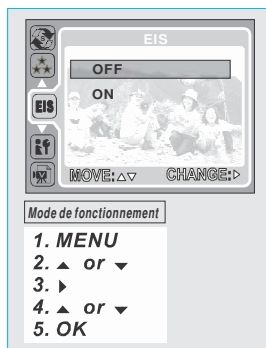 EIS
OFF
ON
EIS
MOVE:△▽ CHANGE:▷
Mode de fonctionnement
1. MENU
2. ▲ or ▼
3. ▶
4. ▲ or ▼
5. OK